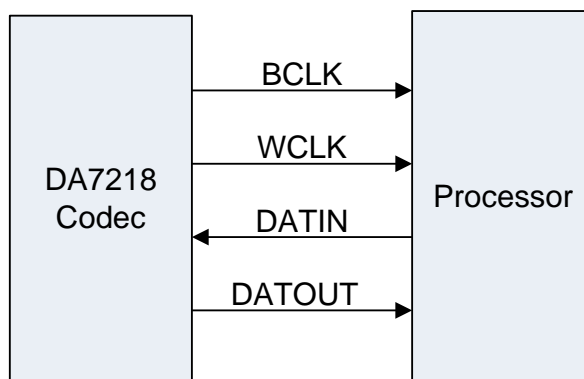 BCLK
WCLK
DA7218
Codec
Processor
DATIN
DATOUT